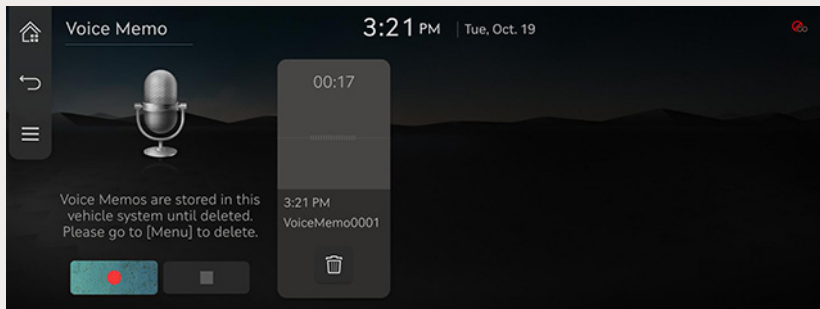 Voice Memo
3:21 PM
Tue, Oct. 19
00:17
Voice Memos are stored in this
vehicle system until deleted.
Please go to [Menu] to delete.
3:21 PM
VoiceMemo0001